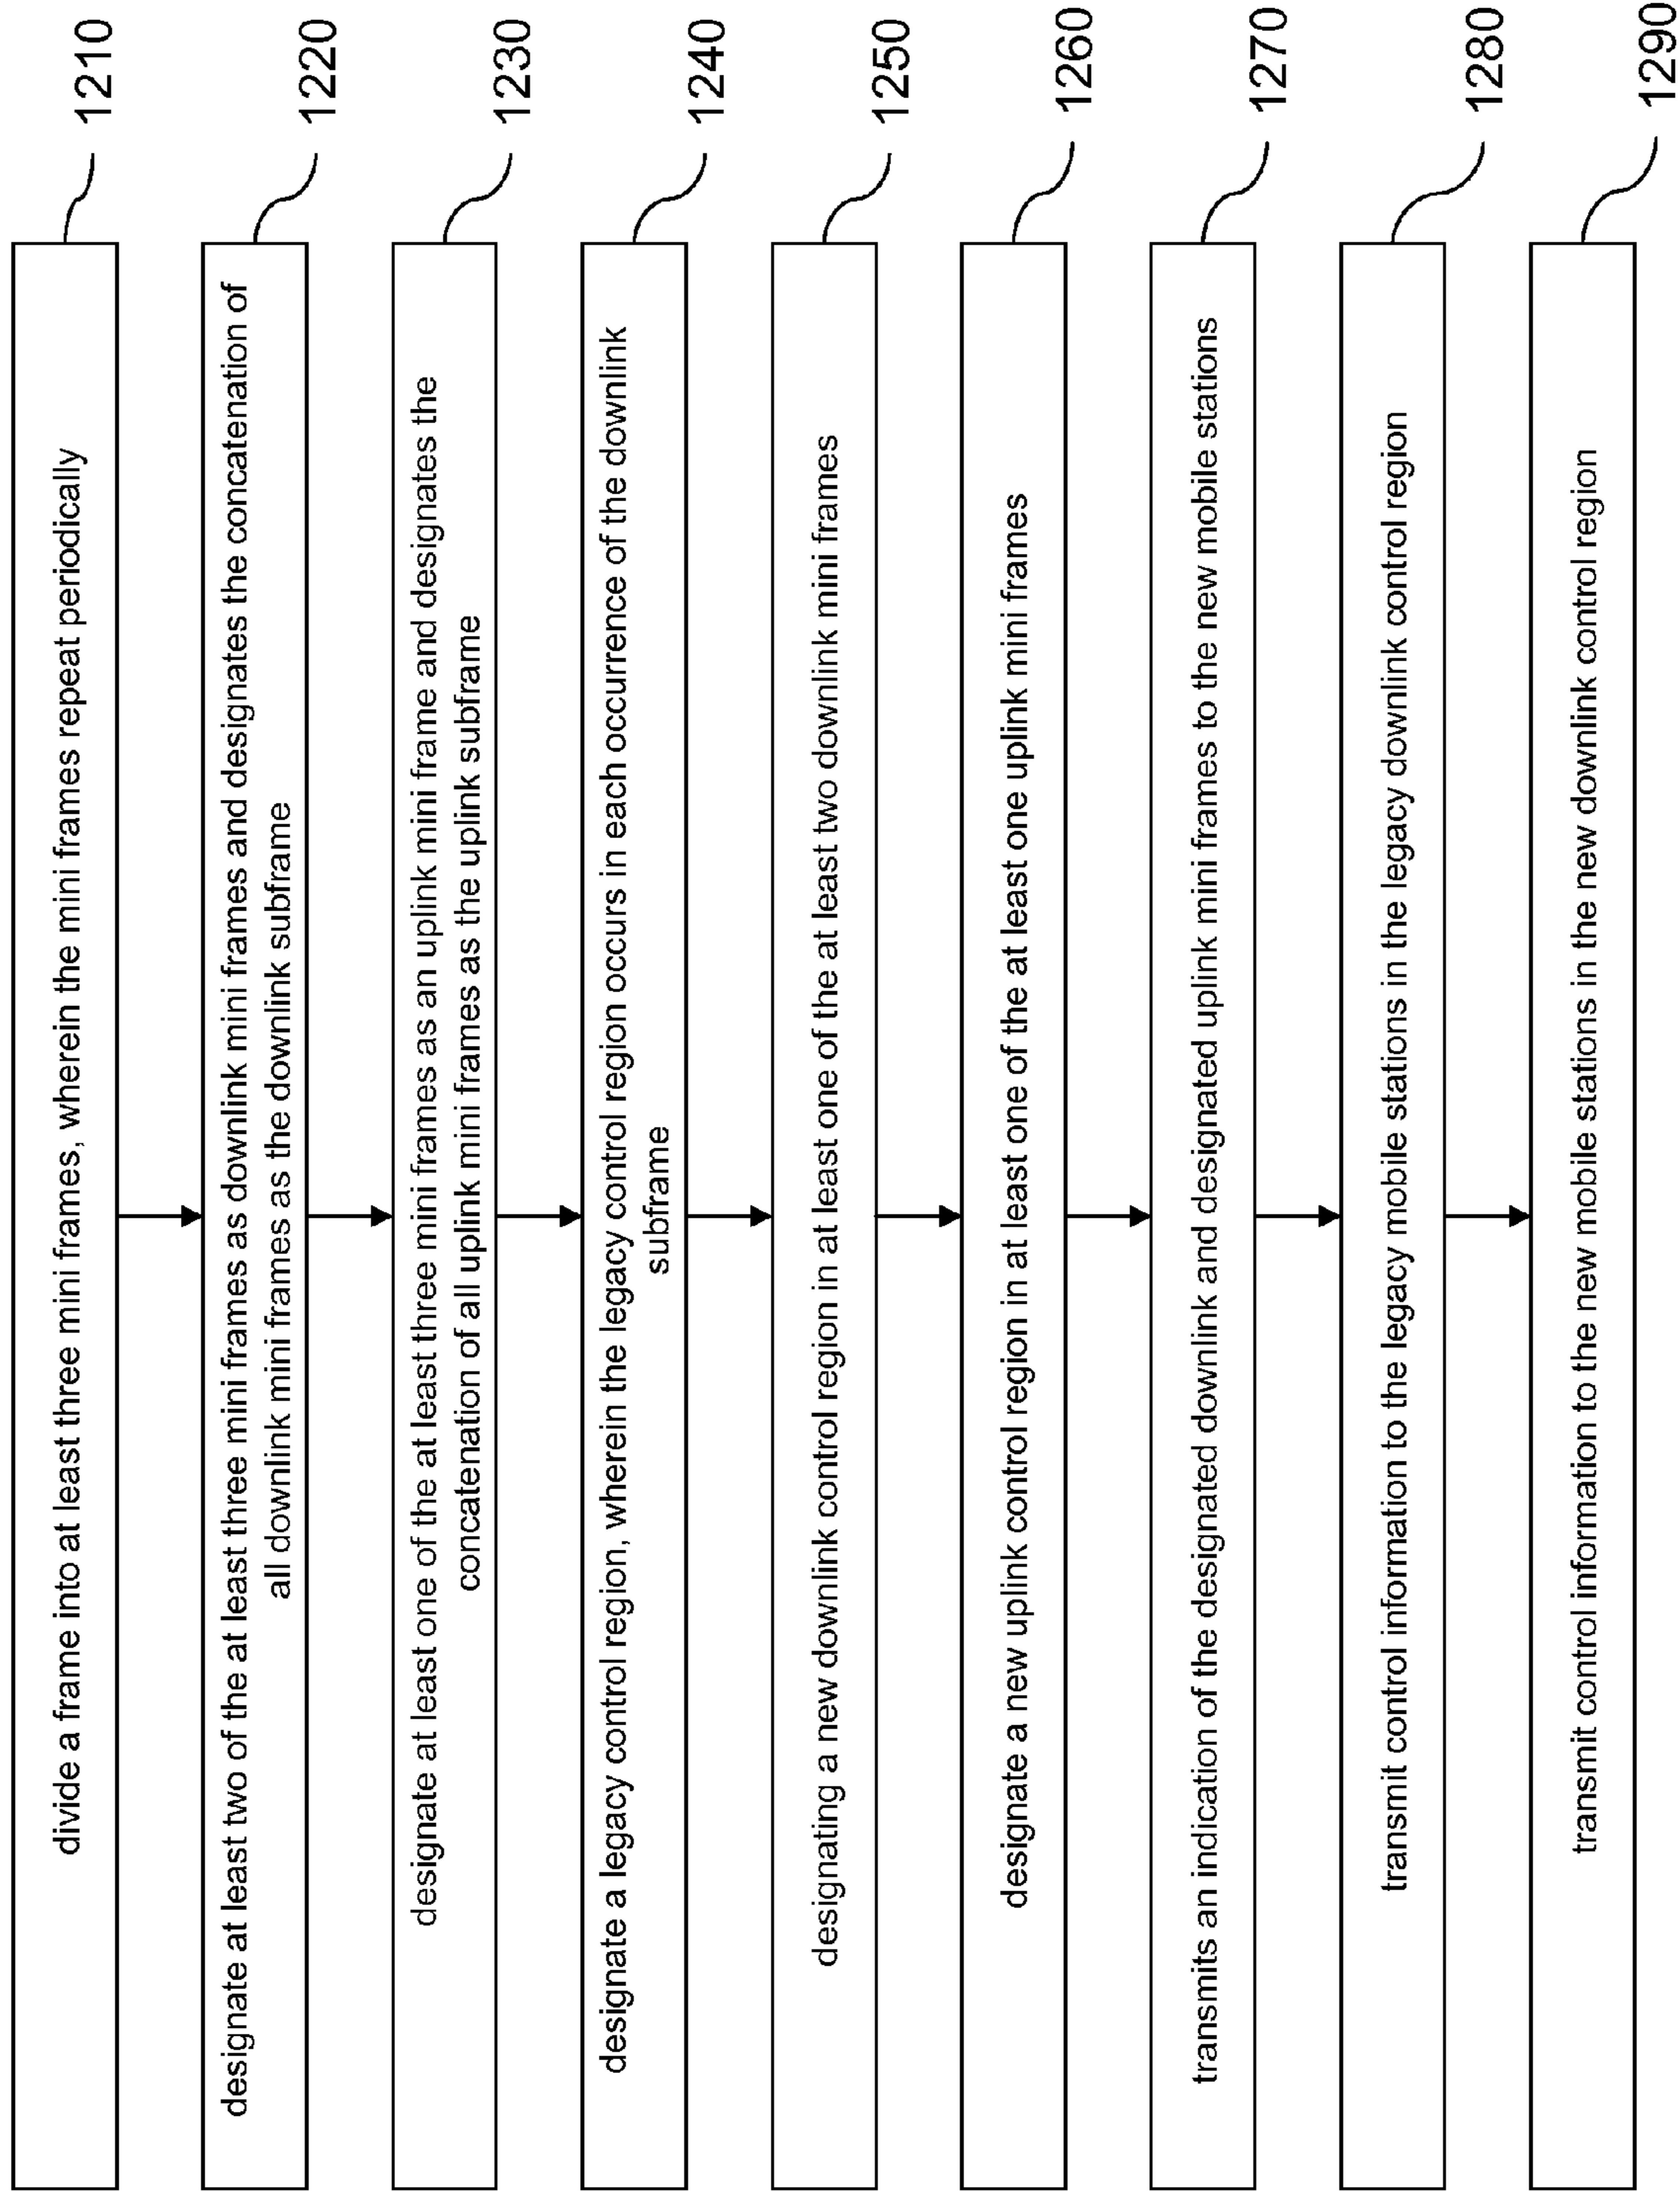 divide a frame into at least three mini frames, wherein the mini frames repeat periodically
1210
designate at least two of the at least three mini frames as downlink mini frames and designates the concatenation of
all downlink mini frames as the downlink subframe
1220
designate at least one of the at least three mini frames as an uplink mini frame and designates the
concatenation of all uplink mini frames as the uplink subframe
1230
designate a legacy control region, wherein the legacy control region occurs in each occurrence of the downlink
subframe
1240
designating a new downlink control region in at least one of the at least two downlink mini frames
1250
designate a new uplink control region in at least one of the at least one uplink mini frames
1260
transmits an indication of the designated downlink and designated uplink mini frames to the new mobile stations
1270
transmit control information to the legacy mobile stations in the legacy downlink control region
1280
transmit control information to the new mobile stations in the new downlink control region
1290